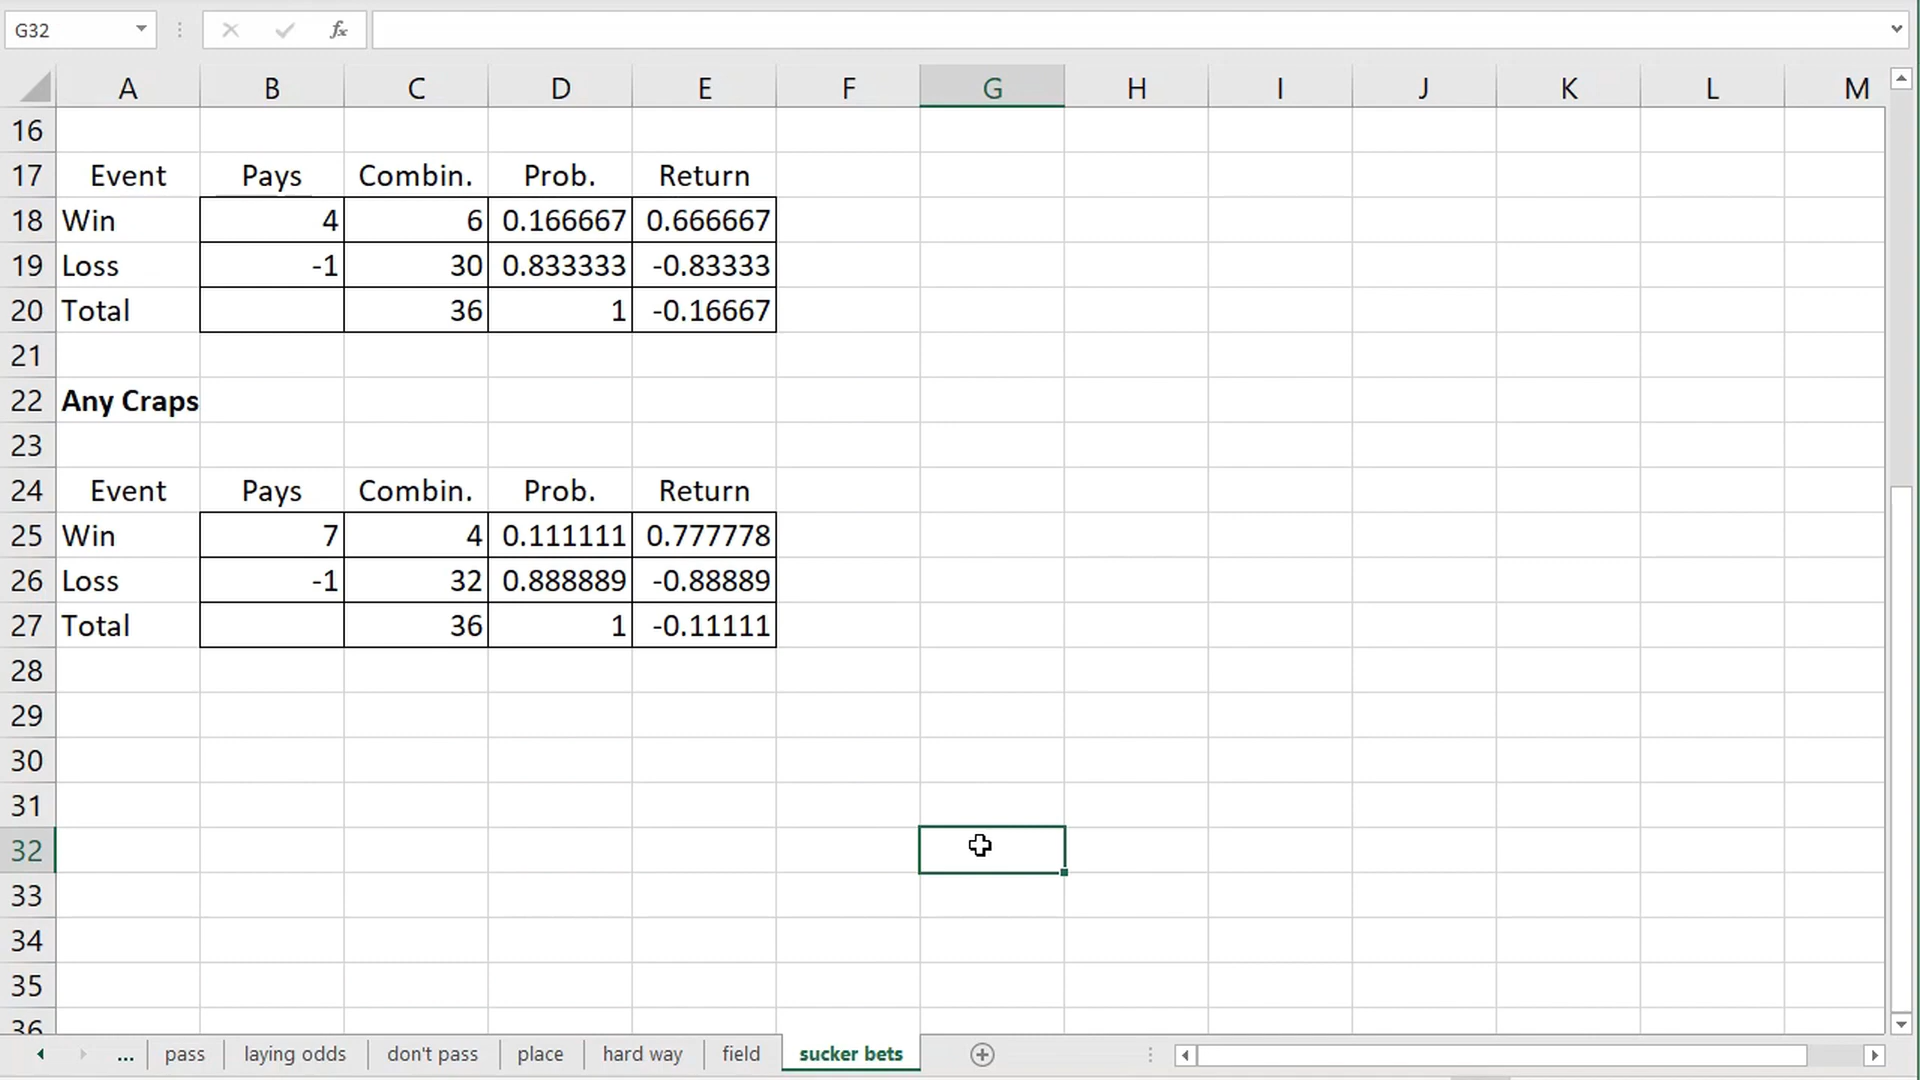 G32 fx
A B C D E F G H I J K L M
16
17 Event Pays Combin. Prob. Return
18 Win 4 6 0.166667 0.666667
19 Loss -1 30 0.833333 -0.83333
20 Total 36 1 -0.16667
21
22 Any Craps
23
24 Event Pays Combin. Prob. Return
25 Win 7 4 0.111111 0.777778
26 Loss -1 32 0.888889 -0.88889
27 Total 36 1 -0.11111
28
29
30
31
32
33
34
35
36
... pass laying odds don't pass place hard way field sucker bets